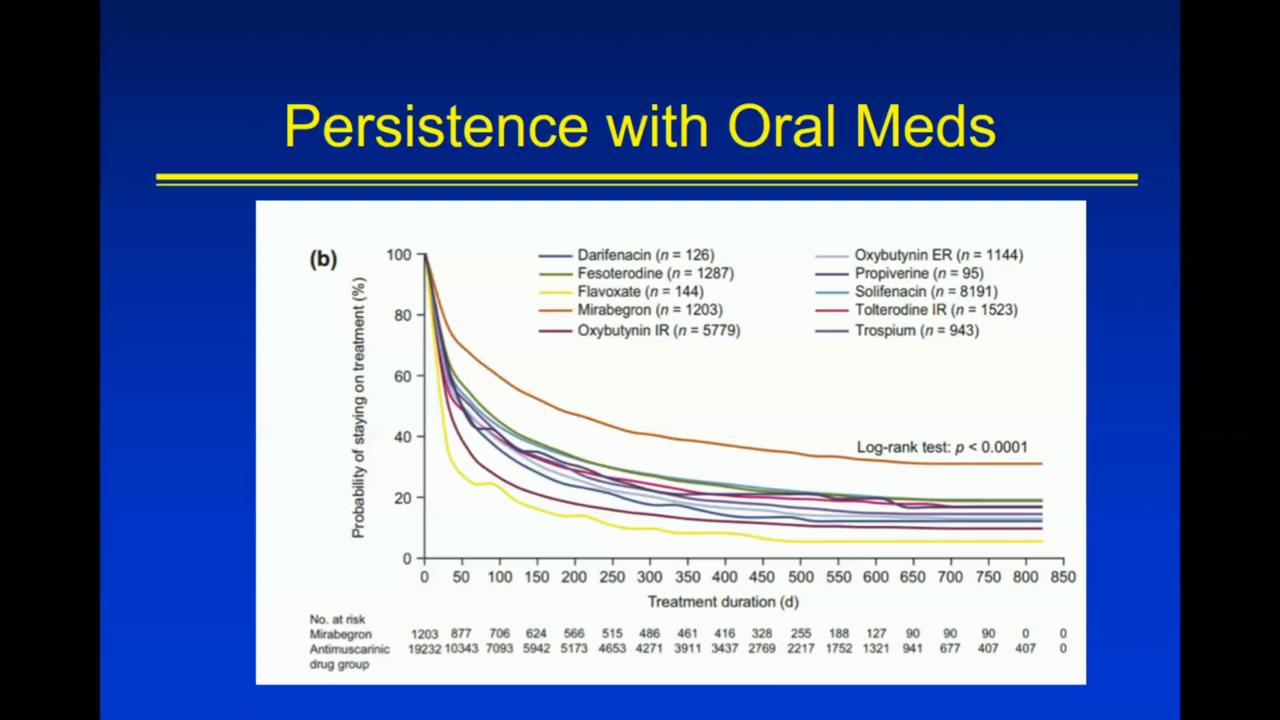 Persistence with Oral Meds
(b)
Probability of staying on treatment (%)
100
80
60
40
20
0
Darifenacin (n = 126)
Fesoterodine (n = 1287)
Flavoxate (n = 144)
Mirabegron (n = 1203)
Oxybutynin IR (n = 5779)
Oxybutynin ER (n = 1144)
Propiverine (n = 95)
Solifenacin (n = 8191)
Tolterodine IR (n = 1523)
Trospium (n = 943)
Log-rank test: p < 0.0001
0 50 100 150 200 250 300 350 400 450 500 550 600 650 700 750 800 850
Treatment duration (d)
No. at risk
Mirabegron 1203 877 706 624 566 515 486 461 416 328 255 188 127 90 90 90 0 0
Antimuscarinic 19232 10343 7093 5942 5173 4653 4271 3911 3437 2769 2217 1752 1321 941 677 407 407 0
drug group